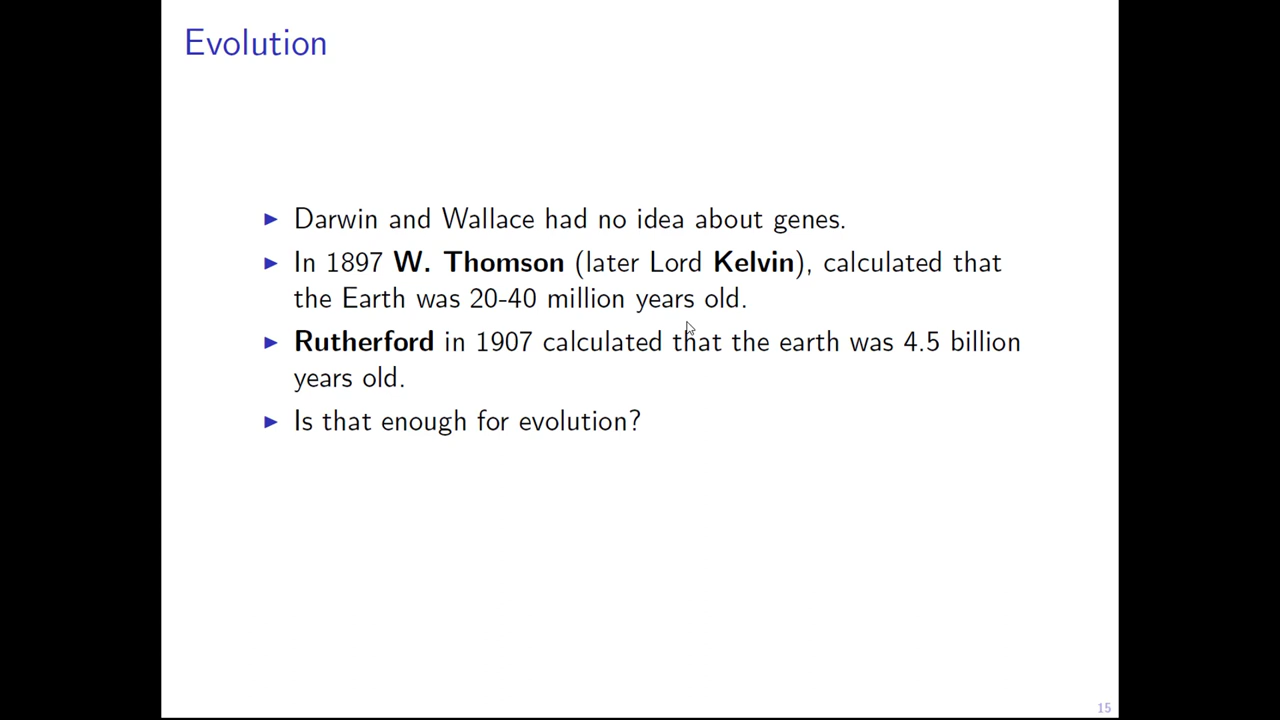 Evolution
Darwin and Wallace had no idea about genes.
In 1897 W. Thomson (later Lord Kelvin), calculated that
the Earth was 20-40 million years old.
Rutherford in 1907 calculated that the earth was 4.5 billion
years old.
Is that enough for evolution?
15